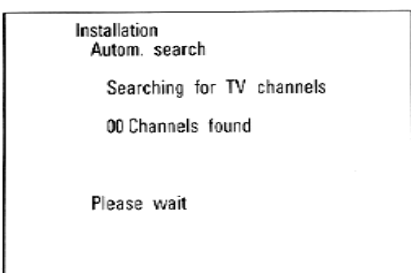 Installation
Autom. search
Searching for TV channels
00 Channels found
Please wait